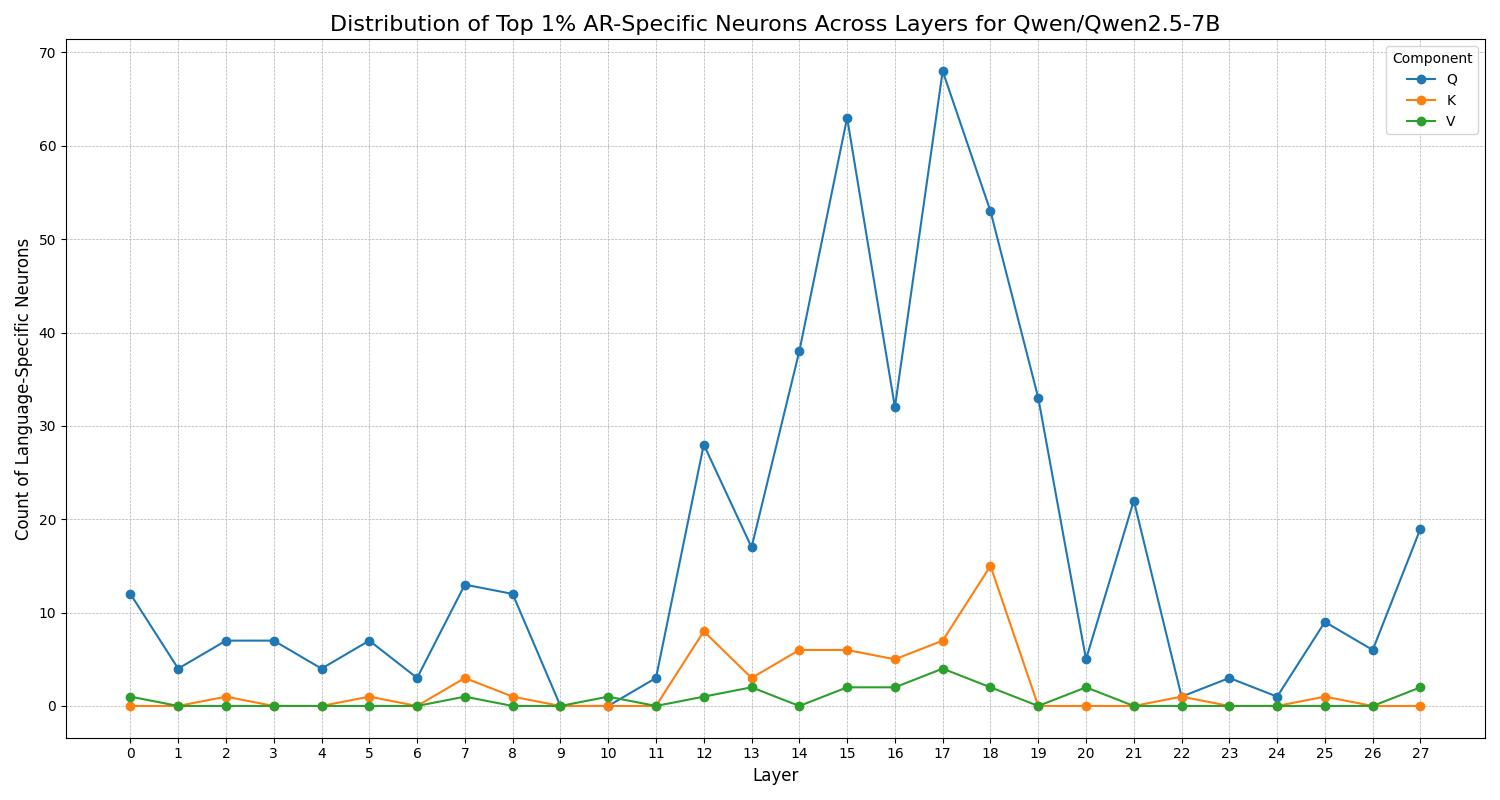 Distribution of Top 1% AR-Specific Neurons Across Layers for Qwen/Qwen2.5-7B
Count of Language-Specific Neurons
70
60
50
40
30
20
10
0
Component
Q
K
V
0 1 2 3 4 5 6 7 8 9 10 11 12 13 14 15 16 17 18 19 20 21 22 23 24 25 26 27
Layer